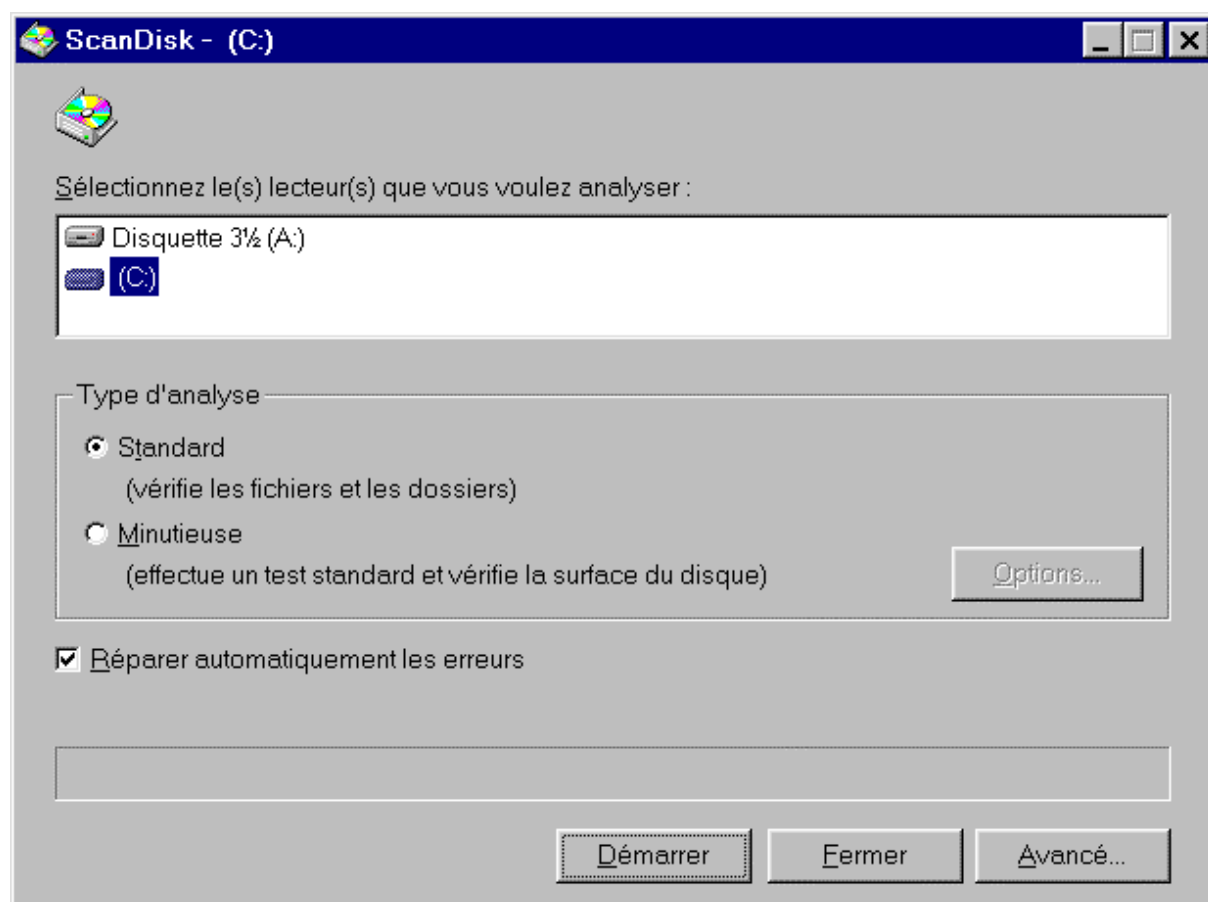 ScanDisk - (C:)
Sélectionnez le(s) lecteur(s) que vous voulez analyser :
Disquette 3½ (A:)
(C:)
Type d'analyse
Standard
(vérifie les fichiers et les dossiers)
Minutieuse
(effectue un test standard et vérifie la surface du disque)
Options...
Réparer automatiquement les erreurs
Démarrer Fermer Avancé...